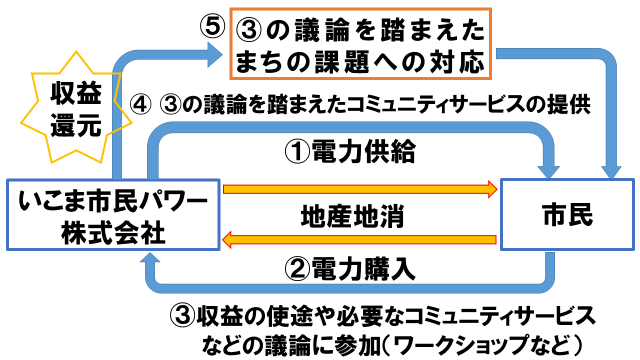 ⑤ ③の議論を踏まえた
まちの課題への対応
収益
還元
④ ③の議論を踏まえたコミュニティサービスの提供
①電力供給
いこま市民パワー
株式会社
地産地消
市民
②電力購入
③収益の使途や必要なコミュニティサービス
などの議論に参加(ワークショップなど)